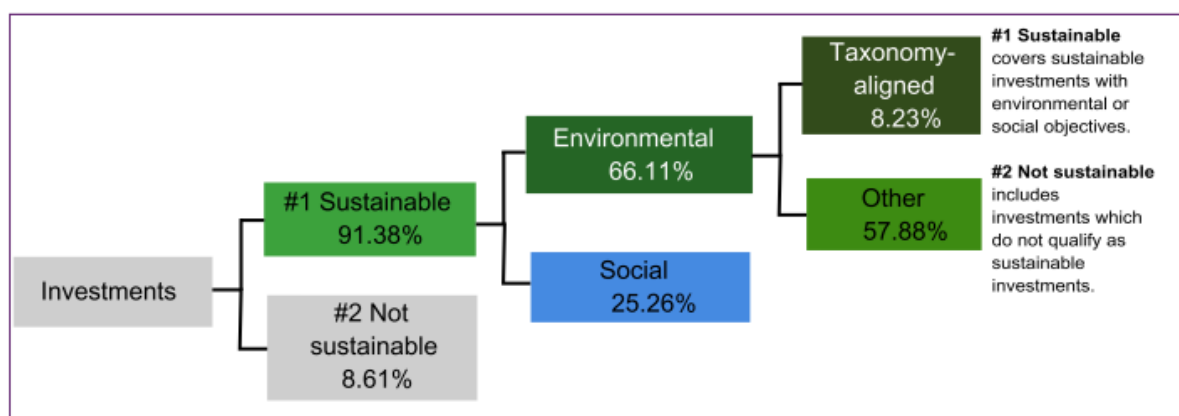 Investments
#1 Sustainable
91.38%
#2 Not
sustainable
8.61%
Environmental
66.11%
Social
25.26%
Taxonomy-
aligned
8.23%
Other
57.88%
#1 Sustainable
covers sustainable
investments with
environmental or
social objectives.
#2 Not sustainable
includes
investments which
do not qualify as
sustainable
investments.